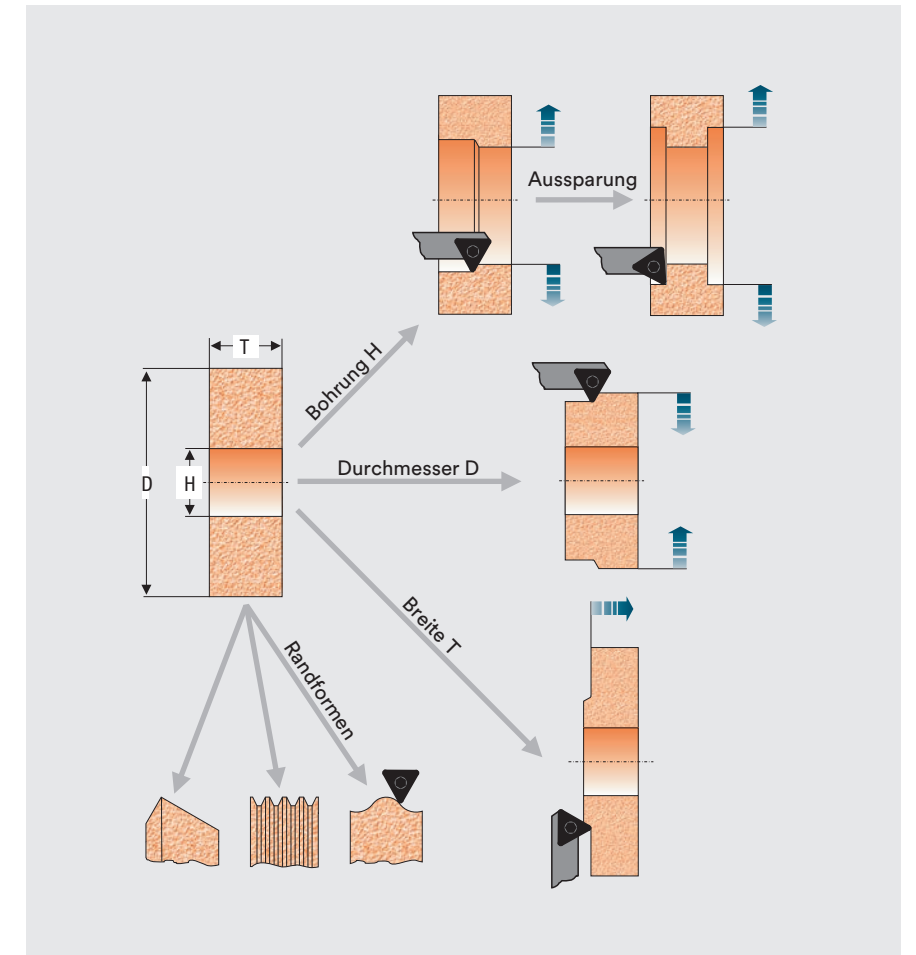 Aussparung
Bohrung H
T
D
H
Durchmesser D
Breite T
Randformen